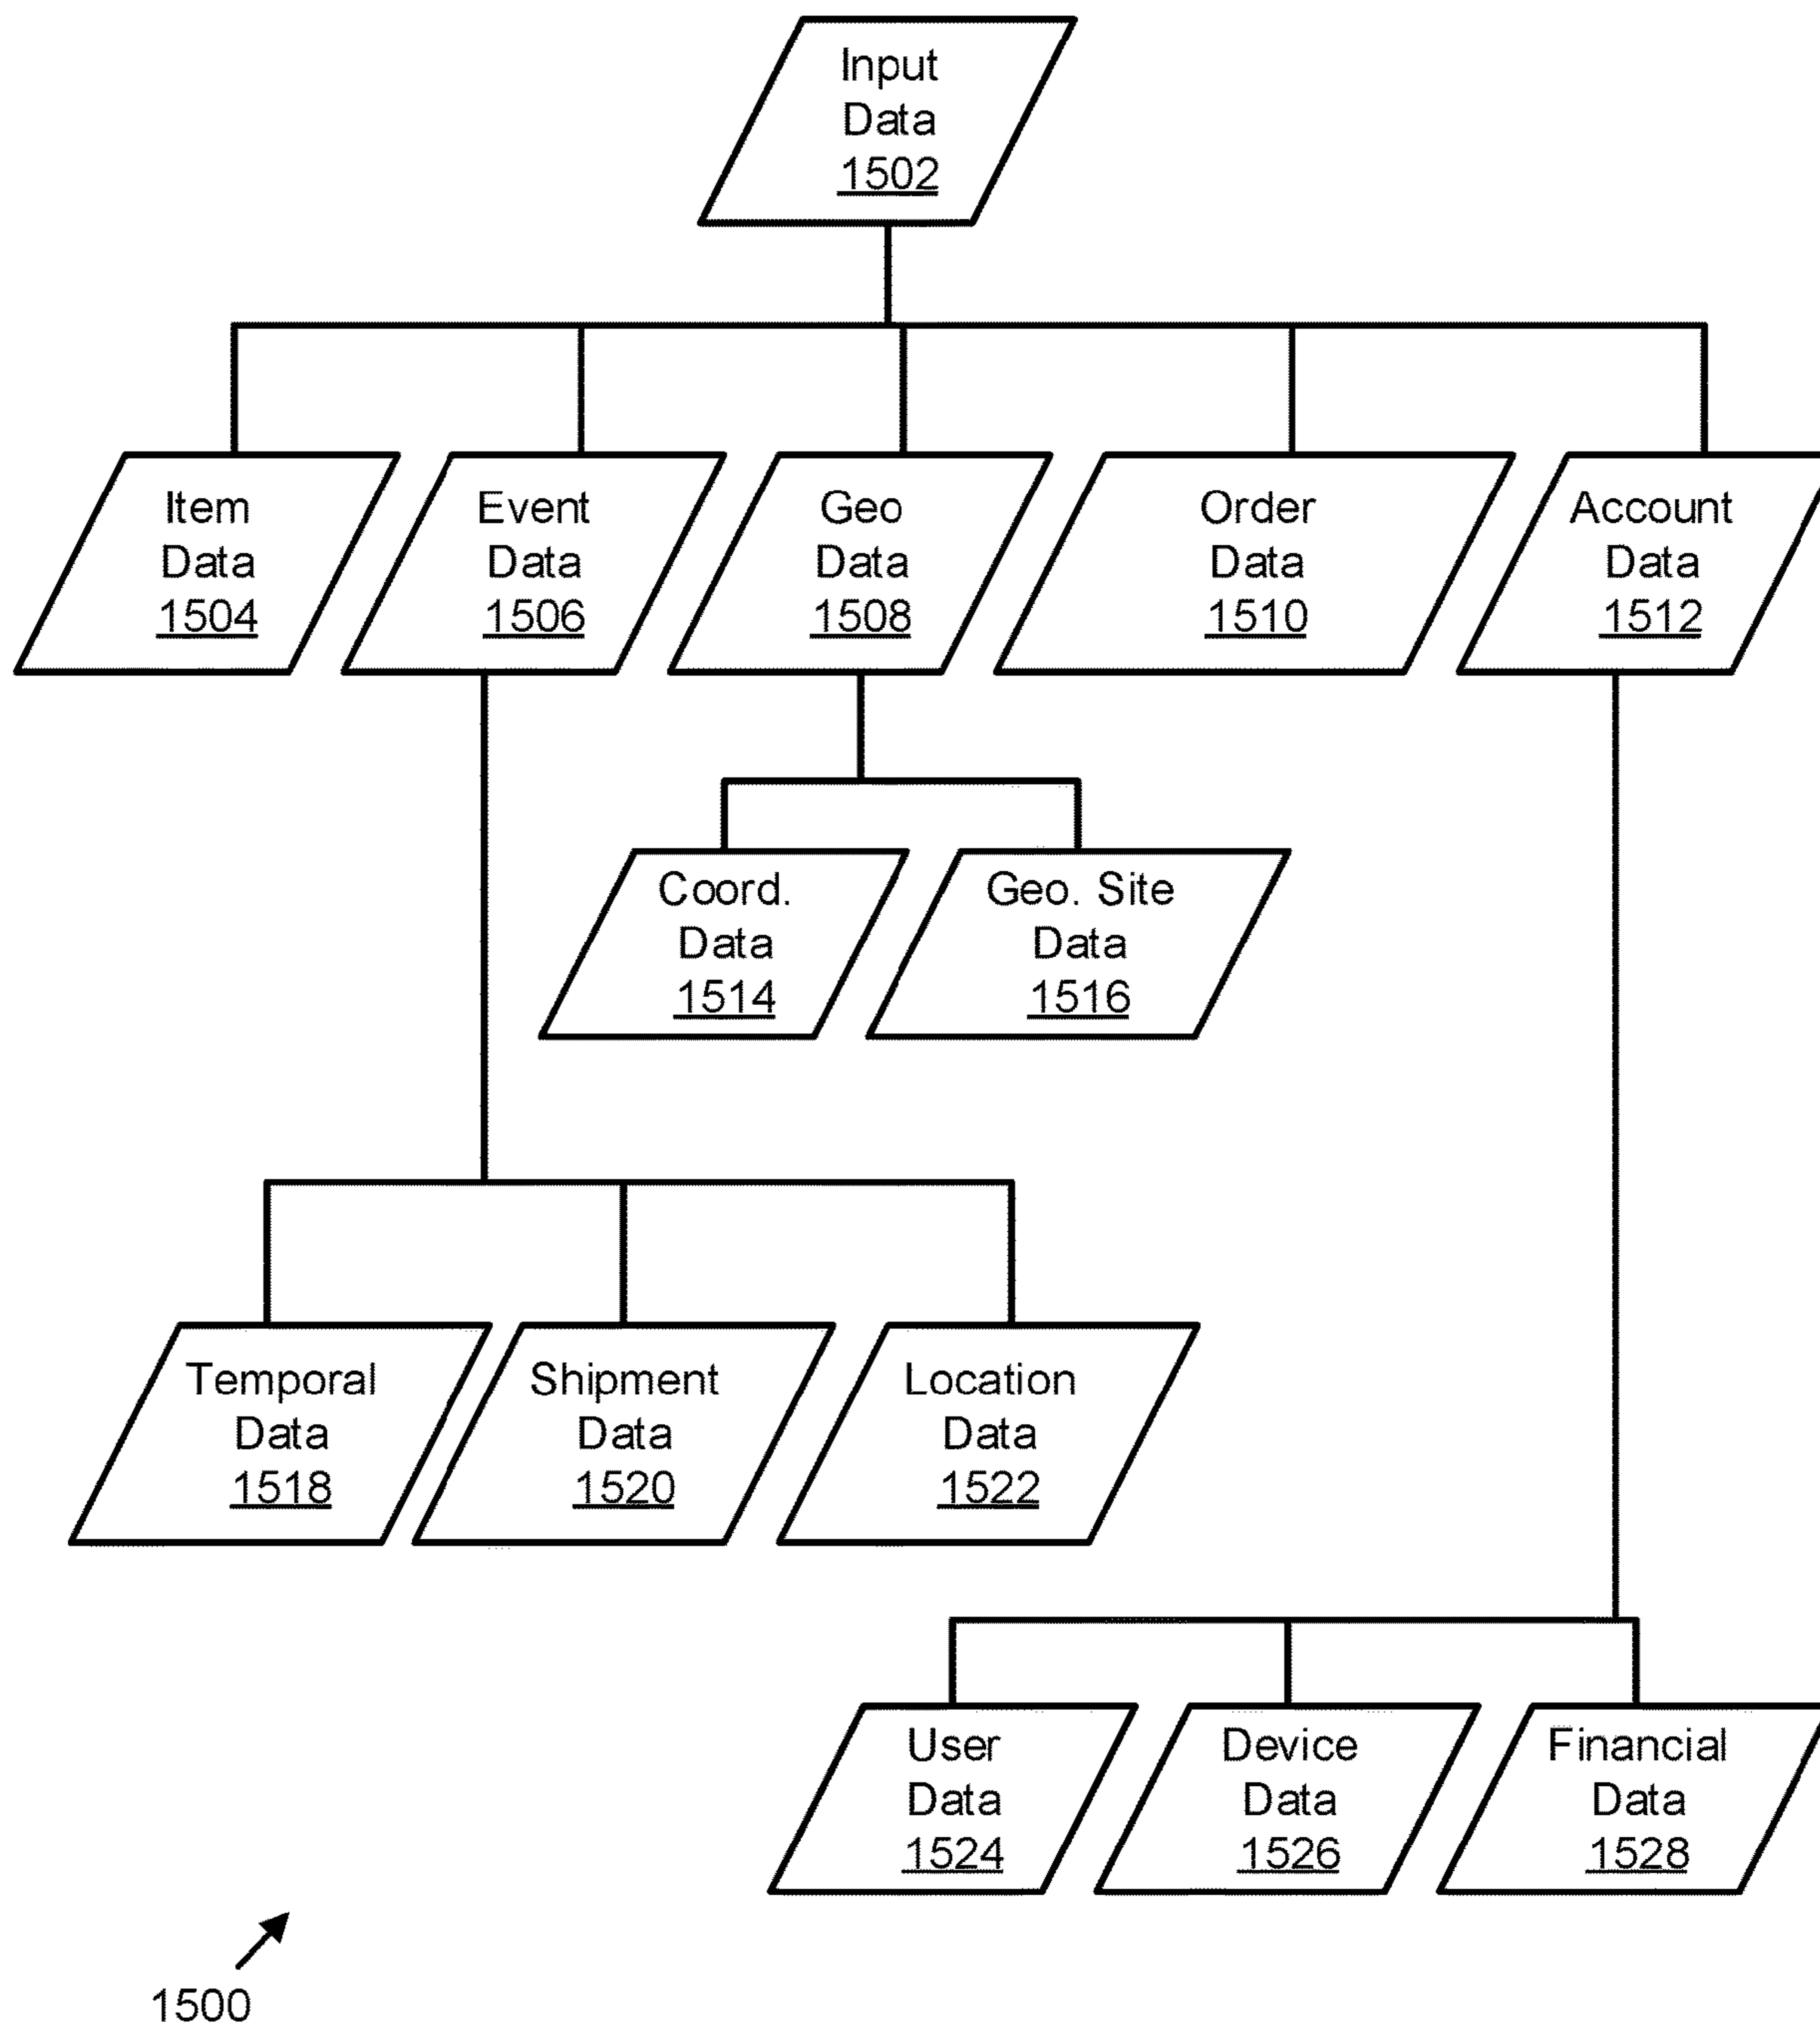 Input
Data
1502
Item
Data
1504
Event
Data
1506
Geo
Data
1508
Order
Data
1510
Account
Data
1512
Coord.
Data
1514
Geo. Site
Data
1516
Temporal
Data
1518
Shipment
Data
1520
Location
Data
1522
User
Data
1524
Device
Data
1526
Financial
Data
1528
1500